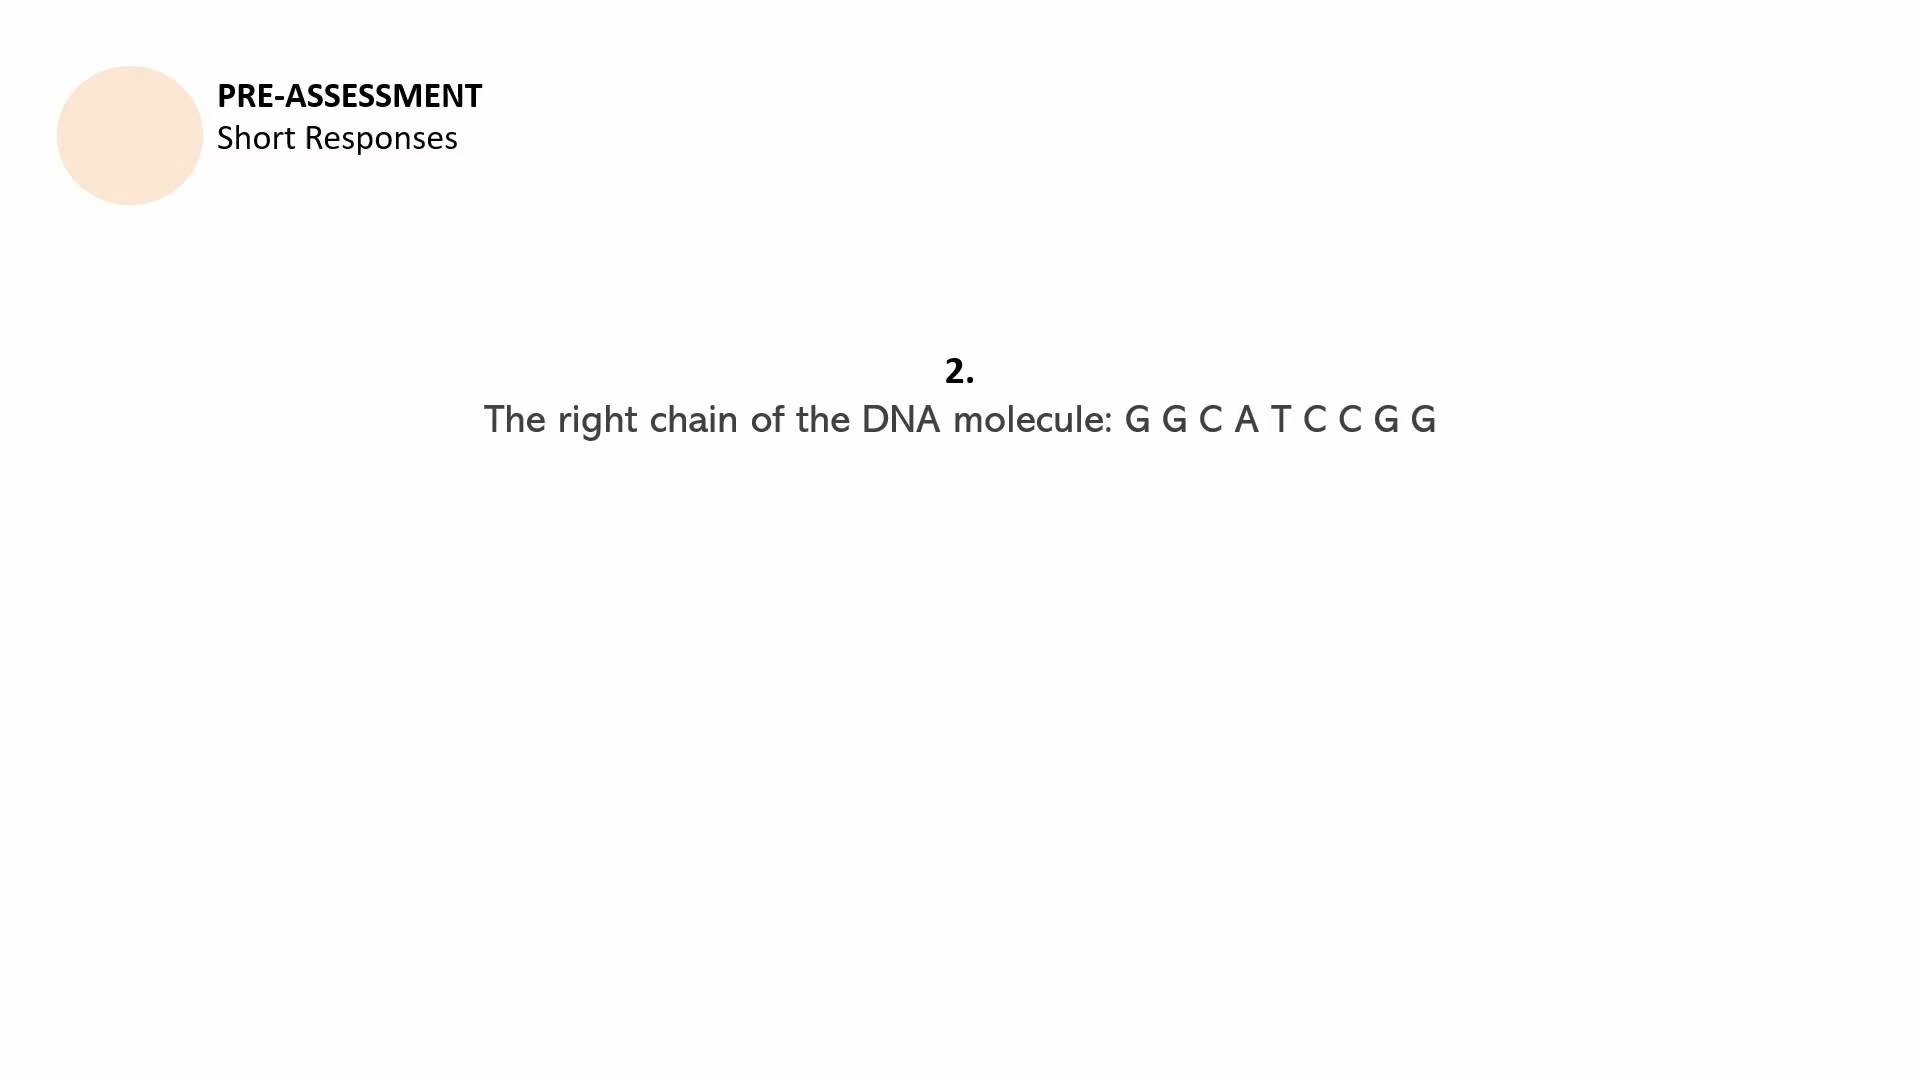 PRE-ASSESSMENT
Short Responses
2.
The right chain of the DNA molecule: G G C A T C C G G